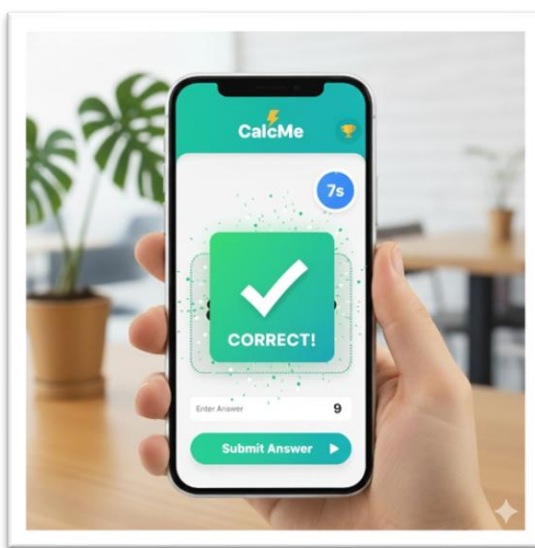 CalcMe
7s
CORRECT!
Enter Answer 9
Submit Answer